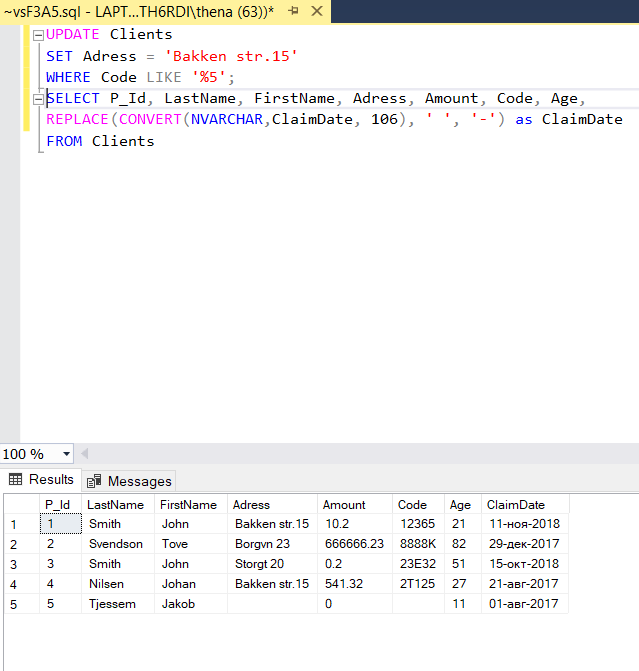 ~vsF3A5.sql - LAPT...TH6RDI\thena (63))*
UPDATE Clients
SET Adress = 'Bakken str.15'
WHERE Code LIKE '%5';
SELECT P_Id, LastName, FirstName, Adress, Amount, Code, Age,
REPLACE(CONVERT(NVARCHAR,ClaimDate, 106), ' ', '-') as ClaimDate
FROM Clients
100 %
Results Messages
P_Id LastName FirstName Adress Amount Code Age ClaimDate
1 1 Smith John Bakken str.15 10.2 12365 21 11-ноя-2018
2 2 Svendson Tove Borgvn 23 666666.23 8888K 82 29-дек-2017
3 3 Smith John Storgt 20 0.2 23E32 51 15-окт-2018
4 4 Nilsen Johan Bakken str.15 541.32 2T125 27 21-авг-2017
5 5 Tjessem Jakob 0 11 01-авг-2017